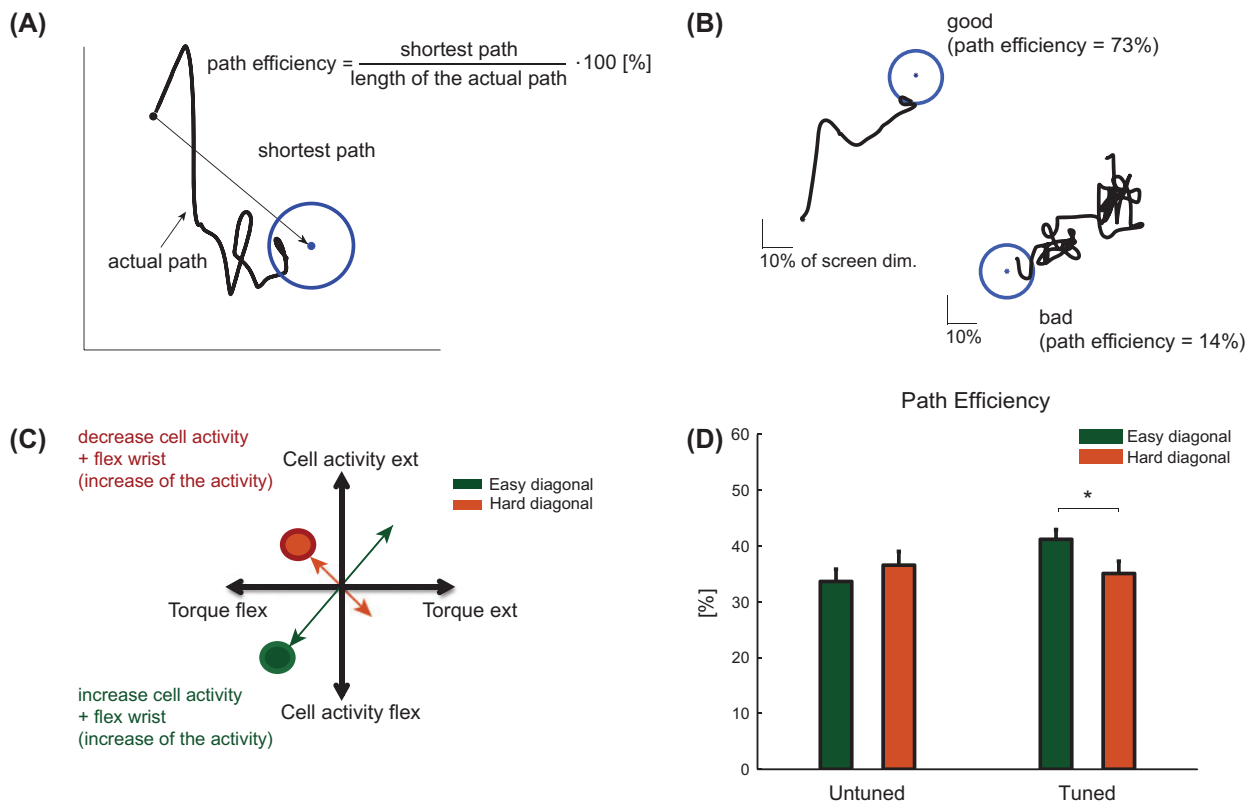 (A)
path efficiency = shortest path / length of the actual path · 100 [%]
shortest path
actual path
(B)
good
(path efficiency = 73%)
10% of screen dim.
10%
bad
(path efficiency = 14%)
(C)
decrease cell activity
+ flex wrist
(increase of the activity)
Cell activity ext
Easy diagonal
Hard diagonal
Torque flex
Torque ext
increase cell activity
+ flex wrist
(increase of the activity)
Cell activity flex
(D)
Path Efficiency
Easy diagonal
Hard diagonal
*
[%]
60
50
40
30
20
10
0
Untuned
Tuned